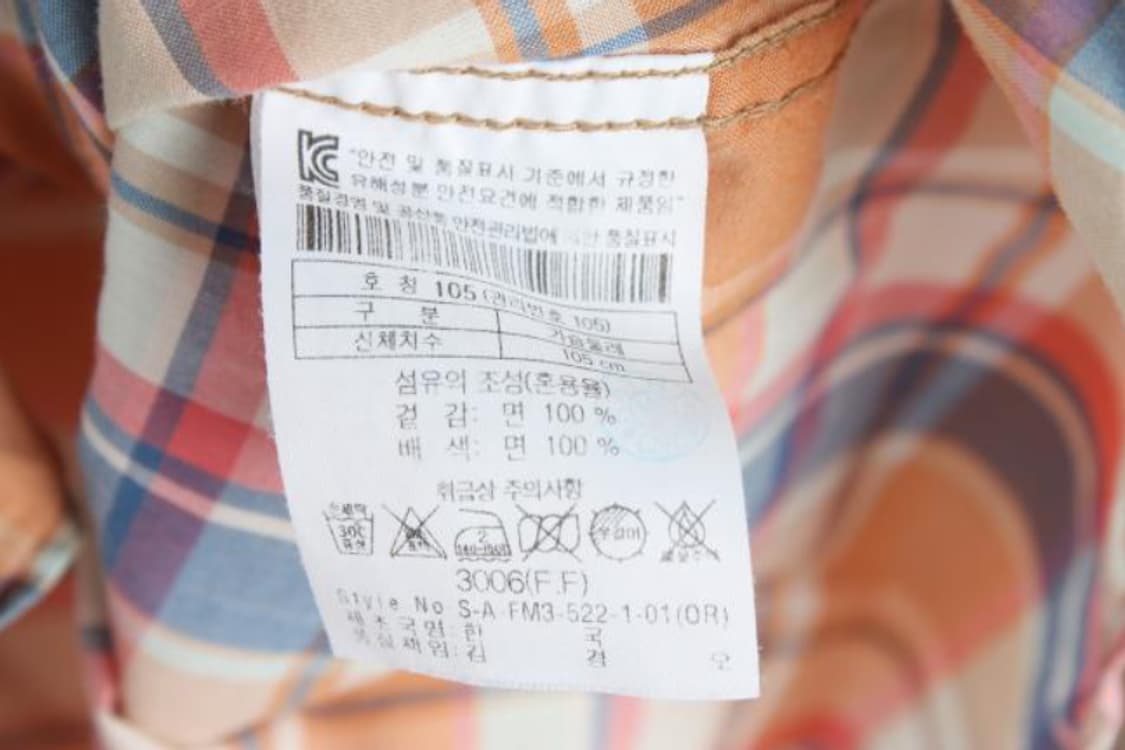 KC
"안전 및 품질표시 기준에서 규정한
유해성분 안전요건에 적합한 제품임"
품질경영 및 공산품 안전관리법에 의한 품질표시
호 칭 105 (관리번호 105)
구 분 가슴둘레
신체치수 105 cm
섬유의 조성(혼용율)
겉 감: 면 100 %
배 색: 면 100 %
취급상 주의사항
손세탁
30℃
중성
2
3006(F.F)
Style No S-A-FM3-522-1-01(OR)
제조국명: 한 국
품질책임: 김 경 오